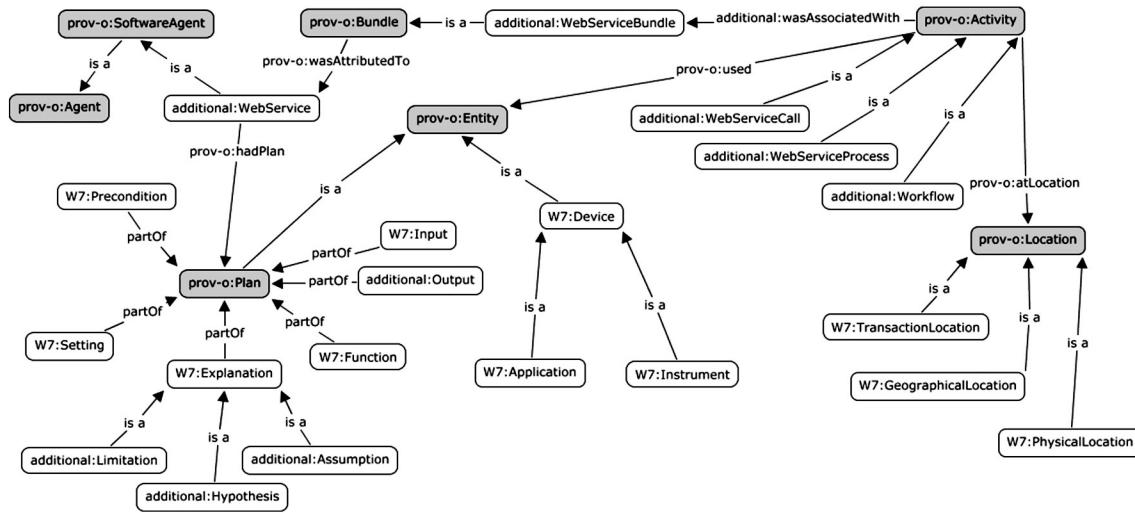 prov-o:SoftwareAgent
prov-o:Bundle
is a
additional:WebServiceBundle
additional:wasAssociatedWith
prov-o:Activity
is a
is a
prov-o:wasAttributedTo
prov-o:used
prov-o:Agent
additional:WebService
prov-o:Entity
is a
additional:WebServiceCall
is a
is a
prov-o:hadPlan
additional:WebServiceProcess
is a
is a
prov-o:atLocation
W7:Precondition
additional:Workflow
W7:Device
partOf
W7:Input
prov-o:Location
partOf
prov-o:Plan
partOf
additional:Output
is a
is a
is a
partOf
partOf
partOf
W7:TransactionLocation
is a
W7:Setting
W7:Function
is a
W7:Explanation
W7:Application
W7:Instrument
W7:GeographicalLocation
is a
is a
is a
W7:PhysicalLocation
additional:Limitation
additional:Assumption
additional:Hypothesis